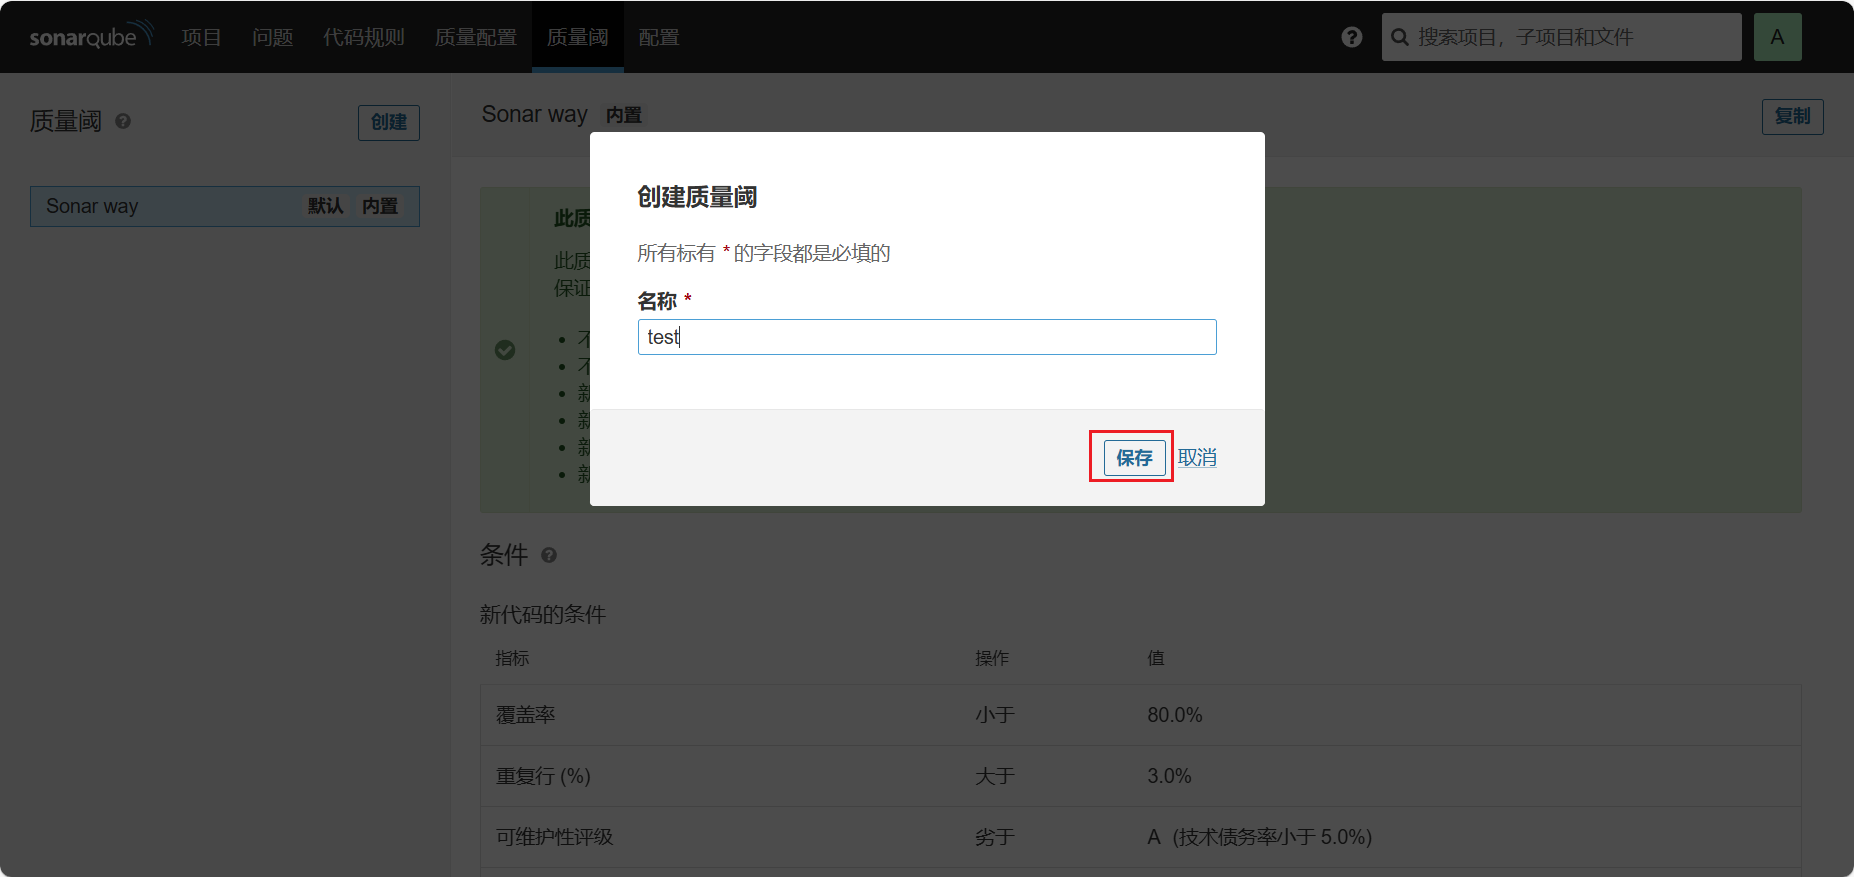 sonarqube 项目 问题 代码规则 质量配置 质量阈 配置 搜索项目，子项目和文件 A
质量阈 创建
Sonar way 内置 复制
Sonar way 默认 内置
此质
此质
保证
不
不
新
新
新
新
创建质量阈
所有标有 * 的字段都是必填的
名称 *
test
保存 取消
条件
新代码的条件
指标 操作 值
覆盖率 小于 80.0%
重复行 (%) 大于 3.0%
可维护性评级 劣于 A (技术债务率小于 5.0%)